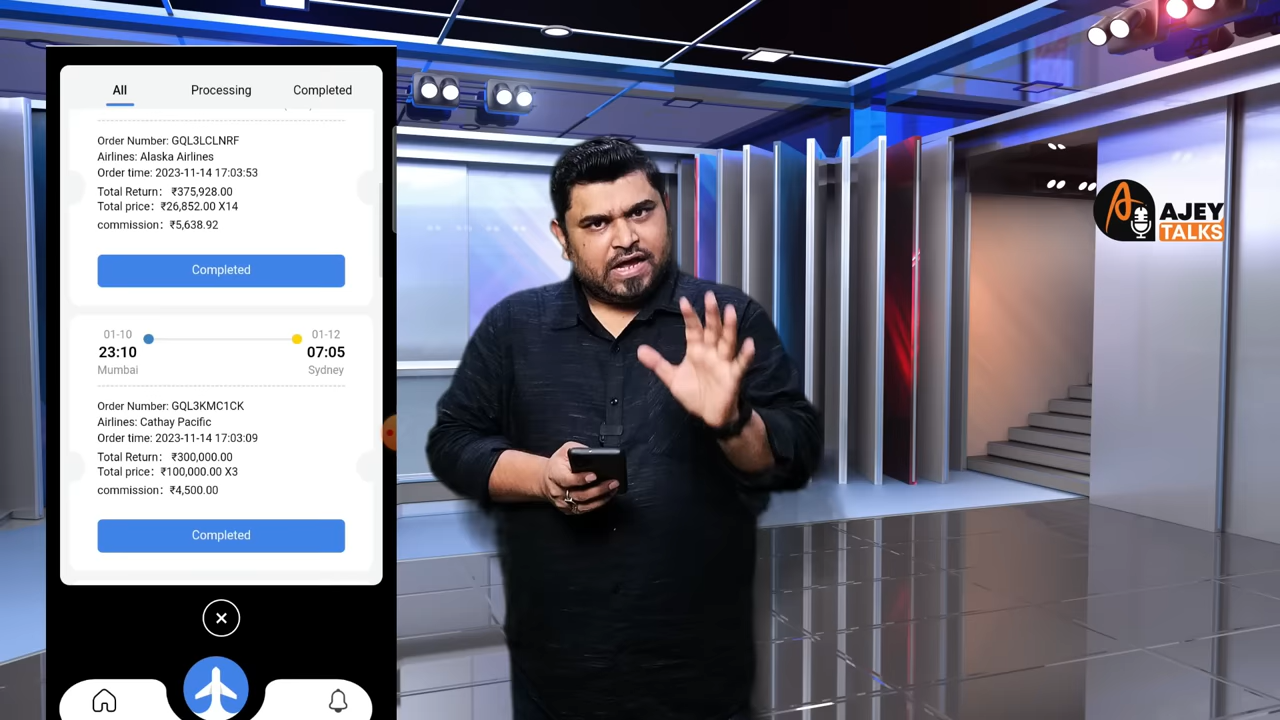 All
Processing
Completed
Order Number: GQL3LCLNRF
Airlines: Alaska Airlines
Order time: 2023-11-14 17:03:53
Total Return: ₹375,928.00
Total price: ₹26,852.00 X14
commission: ₹5,638.92
Completed
01-10
01-12
23:10
07:05
Mumbai
Sydney
Order Number: GQL3KMC1CK
Airlines: Cathay Pacific
Order time: 2023-11-14 17:03:09
Total Return: ₹300,000.00
Total price: ₹100,000.00 X3
commission: ₹4,500.00
Completed
AJEY
TALKS